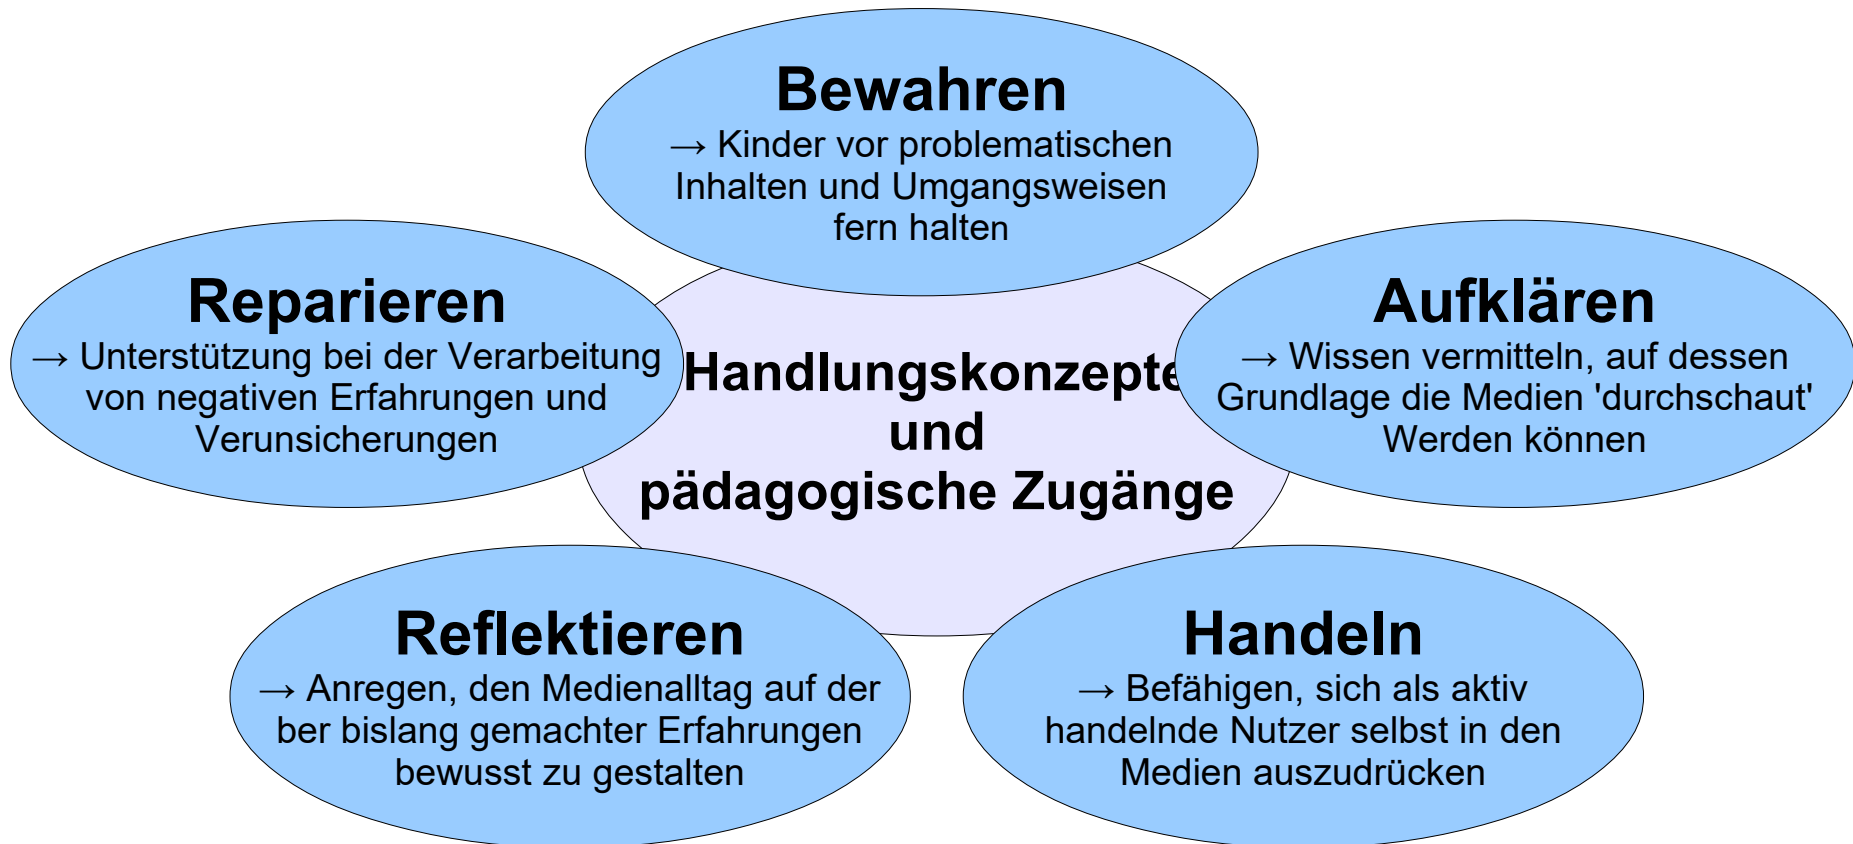 Bewahren
→ Kinder vor problematischen
Inhalten und Umgangsweisen
fern halten
Reparieren
→ Unterstützung bei der Verarbeitung
von negativen Erfahrungen und
Verunsicherungen
Handlungskonzepte
und
pädagogische Zugänge
Aufklären
→ Wissen vermitteln, auf dessen
Grundlage die Medien 'durchschaut'
Werden können
Reflektieren
→ Anregen, den Medienalltag auf der
ber bislang gemachter Erfahrungen
bewusst zu gestalten
Handeln
→ Befähigen, sich als aktiv
handelnde Nutzer selbst in den
Medien auszudrücken